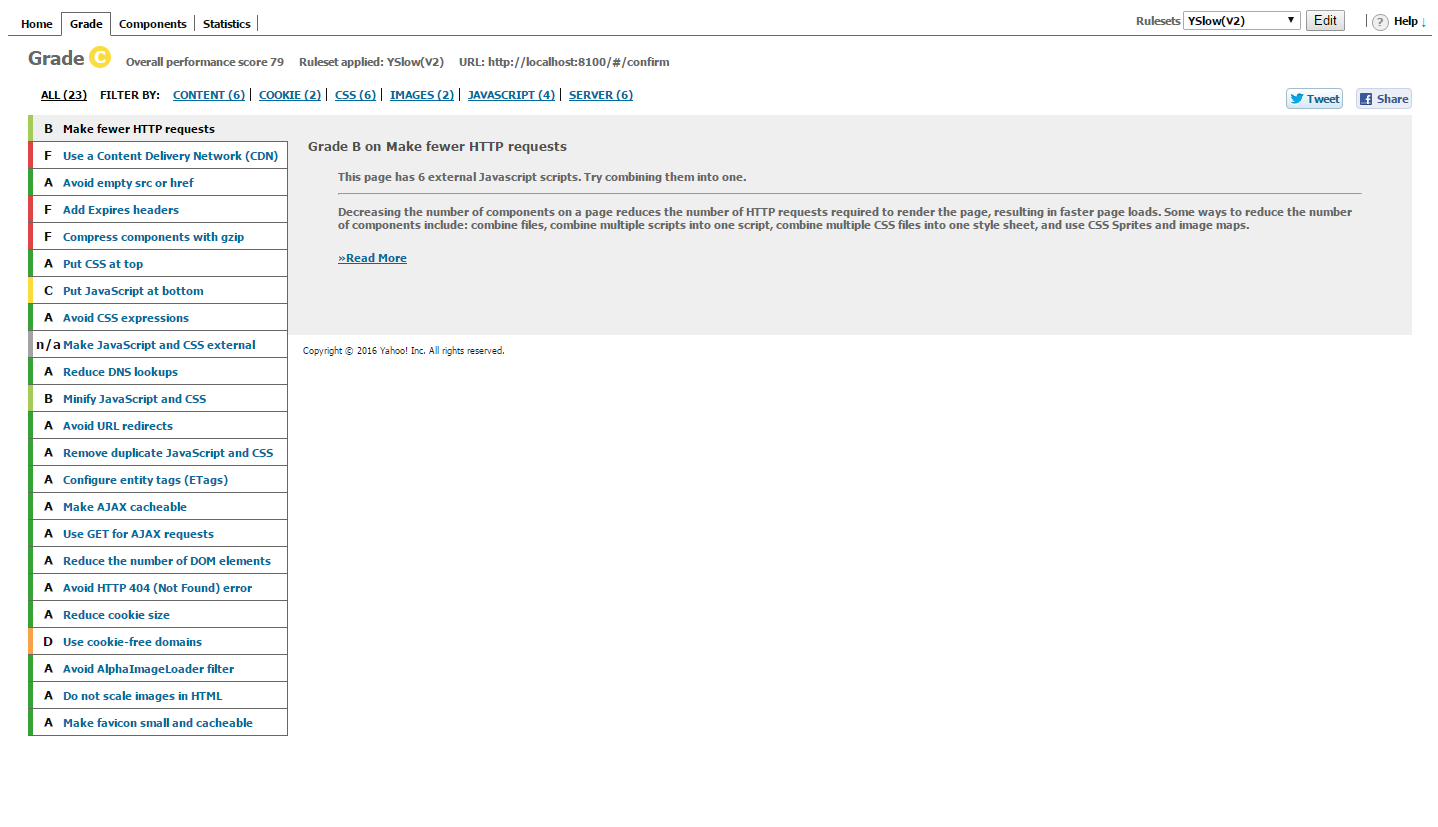 Home Grade Components Statistics Rulesets YSlow(V2) ▼ Edit ? Help ↓
Grade C Overall performance score 79 Ruleset applied: YSlow(V2) URL: http://localhost:8100/#/confirm
ALL (23) FILTER BY: CONTENT (6) COOKIE (2) CSS (6) IMAGES (2) JAVASCRIPT (4) SERVER (6) Tweet Share
B Make fewer HTTP requests
F Use a Content Delivery Network (CDN)
A Avoid empty src or href
F Add Expires headers
F Compress components with gzip
A Put CSS at top
C Put JavaScript at bottom
A Avoid CSS expressions
n/a Make JavaScript and CSS external
A Reduce DNS lookups
B Minify JavaScript and CSS
A Avoid URL redirects
A Remove duplicate JavaScript and CSS
A Configure entity tags (ETags)
A Make AJAX cacheable
A Use GET for AJAX requests
A Reduce the number of DOM elements
A Avoid HTTP 404 (Not Found) error
A Reduce cookie size
D Use cookie-free domains
A Avoid AlphaImageLoader filter
A Do not scale images in HTML
A Make favicon small and cacheable
Grade B on Make fewer HTTP requests
This page has 6 external Javascript scripts. Try combining them into one.
Decreasing the number of components on a page reduces the number of HTTP requests required to render the page, resulting in faster page loads. Some ways to reduce the number
of components include: combine files, combine multiple scripts into one script, combine multiple CSS files into one style sheet, and use CSS Sprites and image maps.
»Read More
Copyright © 2016 Yahoo! Inc. All rights reserved.